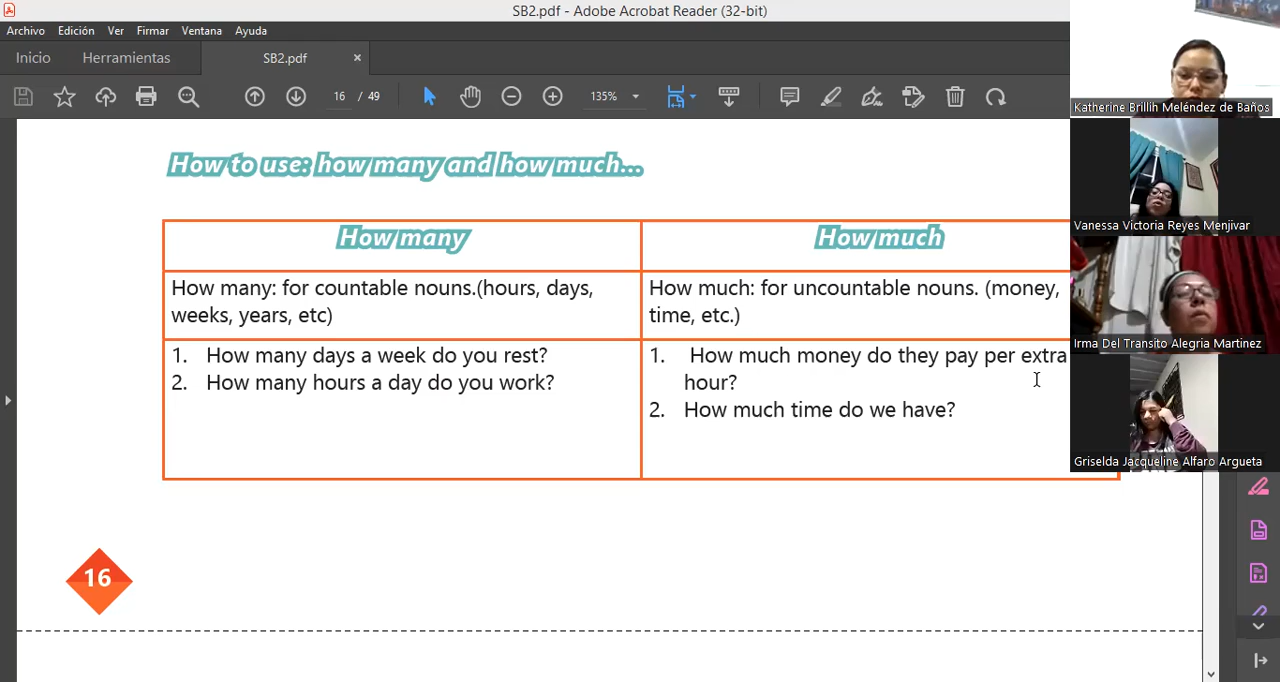 SB2.pdf - Adobe Acrobat Reader (32-bit)
Archivo Edición Ver Firmar Ventana Ayuda
Inicio Herramientas SB2.pdf ×
16 / 49 135%
How to use: how many and how much...
How many How much
How many: for countable nouns.(hours, days,
weeks, years, etc)
How much: for uncountable nouns. (money,
time, etc.)
1. How many days a week do you rest?
2. How many hours a day do you work?
1. How much money do they pay per extra
hour?
2. How much time do we have?
16
Katherine Brillih Meléndez de Baños
Vanessa Victoria Reyes Menjivar
Irma Del Transito Alegria Martinez
Griselda Jacqueline Alfaro Argueta